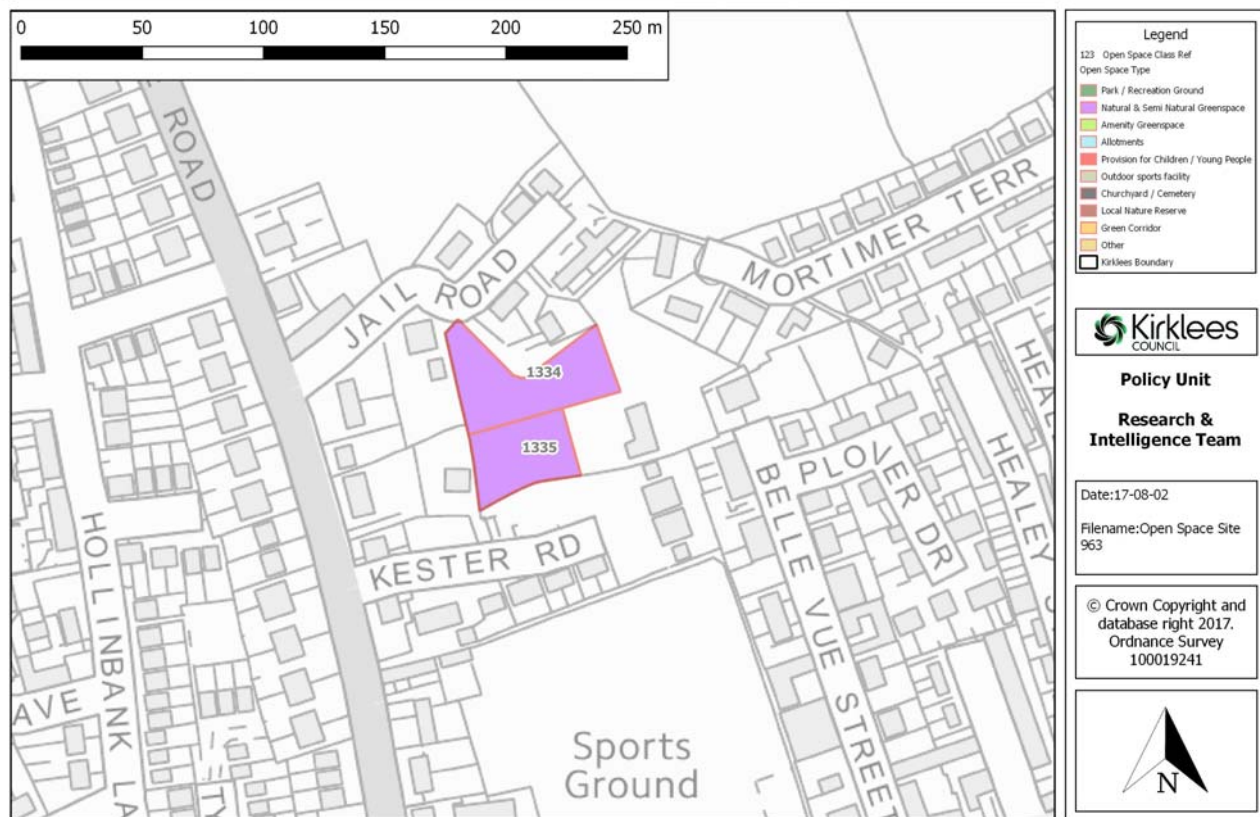 0 50 100 150 200 250 m
ROAD
JAIL ROAD
MORTIMER TERR
1334
1335
KESTER RD
HOLLINBANK LA
AVE
TY
BELLE VUE STREET
PLOVER DR
HEALEY
HEAL
Sports
Ground
Legend
123 Open Space Class Ref
Open Space Type
Park / Recreation Ground
Natural & Semi Natural Greenspace
Amenity Greenspace
Allotments
Provision for Children / Young People
Outdoor sports facility
Churchyard / Cemetery
Local Nature Reserve
Green Corridor
Other
Kirklees Boundary
Kirklees
COUNCIL
Policy Unit
Research &
Intelligence Team
Date:17-08-02
Filename:Open Space Site
963
© Crown Copyright and
database right 2017.
Ordnance Survey
100019241
N